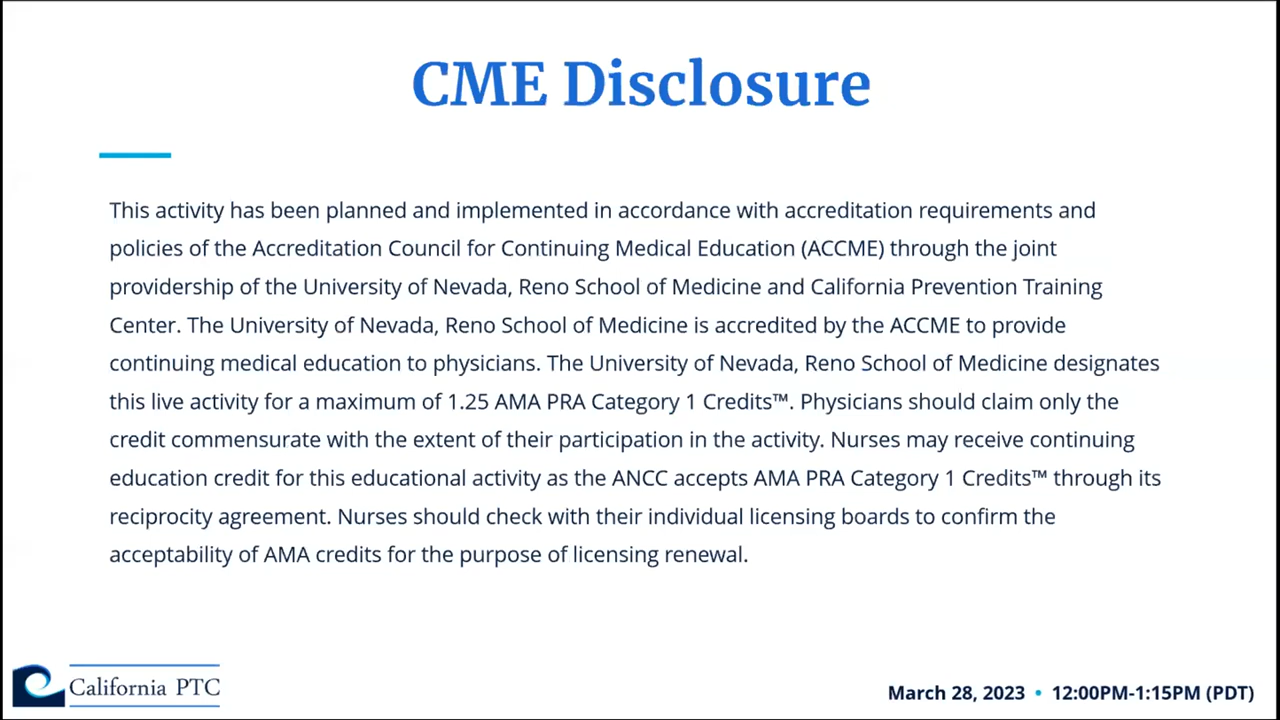 CME Disclosure
This activity has been planned and implemented in accordance with accreditation requirements and
policies of the Accreditation Council for Continuing Medical Education (ACCME) through the joint
providership of the University of Nevada, Reno School of Medicine and California Prevention Training
Center. The University of Nevada, Reno School of Medicine is accredited by the ACCME to provide
continuing medical education to physicians. The University of Nevada, Reno School of Medicine designates
this live activity for a maximum of 1.25 AMA PRA Category 1 Credits™. Physicians should claim only the
credit commensurate with the extent of their participation in the activity. Nurses may receive continuing
education credit for this educational activity as the ANCC accepts AMA PRA Category 1 Credits™ through its
reciprocity agreement. Nurses should check with their individual licensing boards to confirm the
acceptability of AMA credits for the purpose of licensing renewal.
California PTC
March 28, 2023 • 12:00PM-1:15PM (PDT)